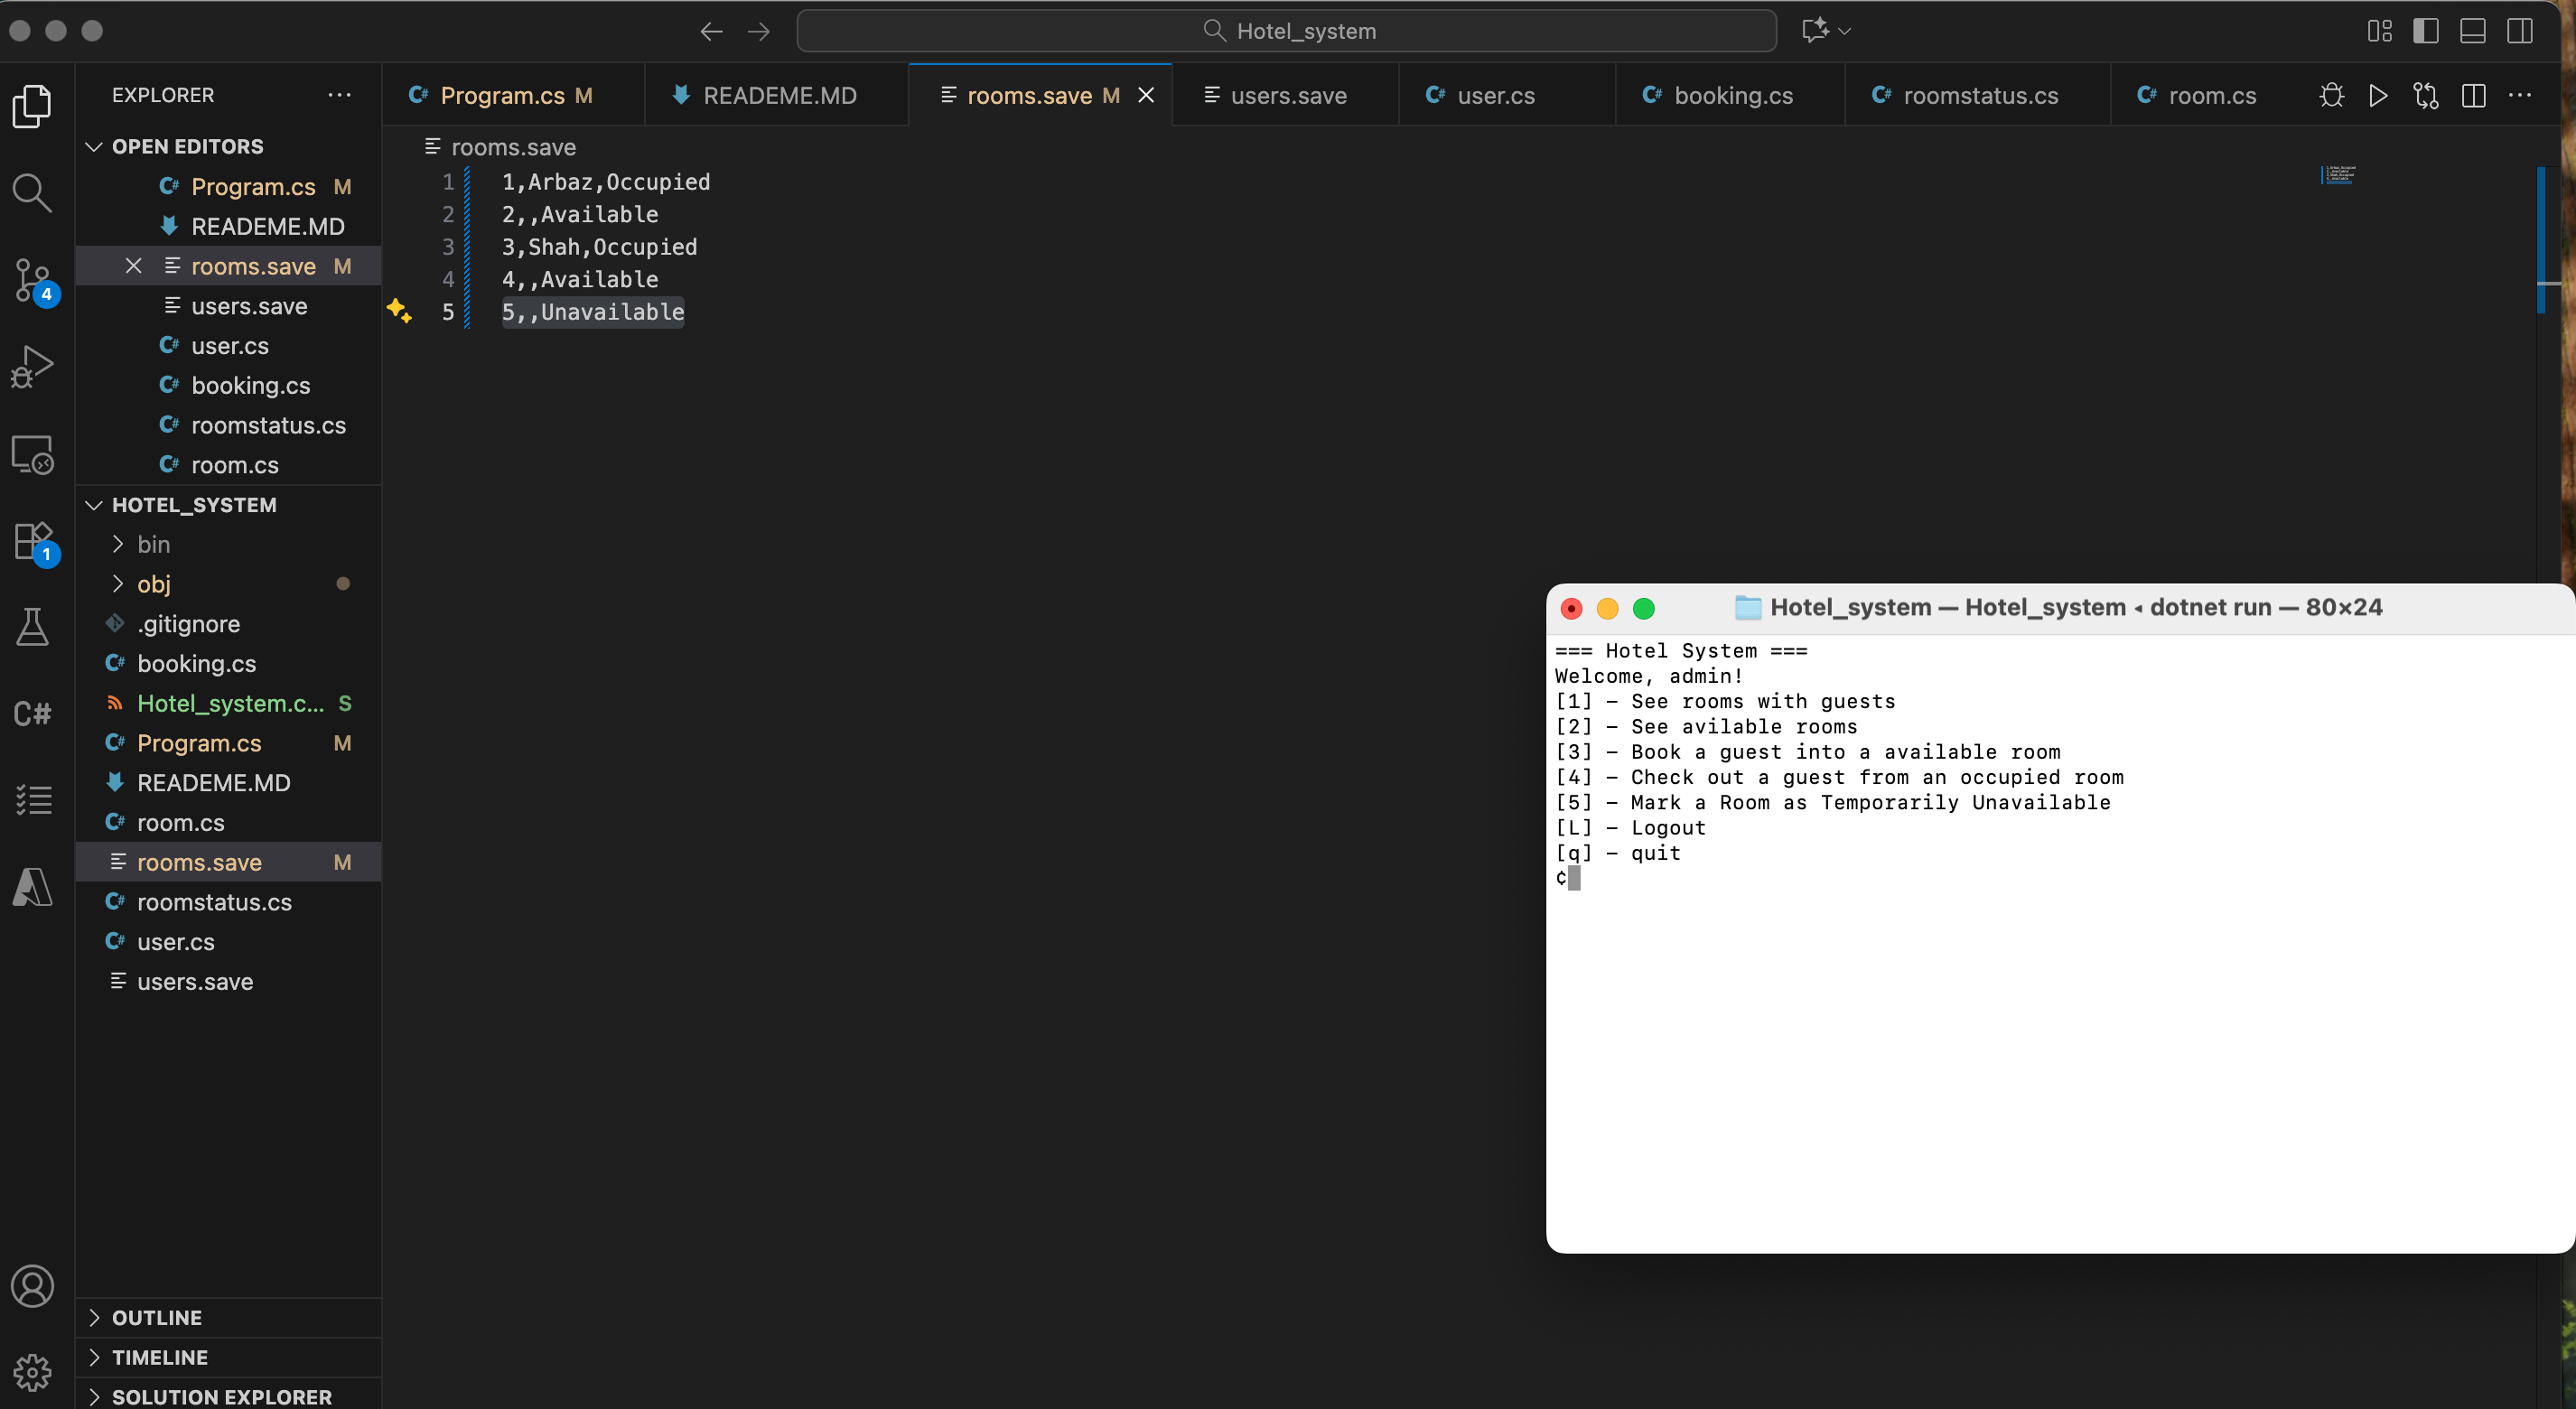 Hotel_system
EXPLORER
OPEN EDITORS
Program.cs M
READEME.MD
rooms.save M
users.save
user.cs
booking.cs
roomstatus.cs
room.cs
HOTEL_SYSTEM
bin
obj
.gitignore
booking.cs
Hotel_system.c... S
Program.cs M
READEME.MD
room.cs
rooms.save M
roomstatus.cs
user.cs
users.save
OUTLINE
TIMELINE
SOLUTION EXPLORER
4
1
C#
Program.cs M
READEME.MD
rooms.save M
users.save
user.cs
booking.cs
roomstatus.cs
room.cs
rooms.save
1 1,Arbaz,Occupied
2 2,,Available
3 3,Shah,Occupied
4 4,,Available
5 5,,Unavailable
Hotel_system — Hotel_system ◂ dotnet run — 80×24
=== Hotel System ===
Welcome, admin!
[1] – See rooms with guests
[2] – See avilable rooms
[3] – Book a guest into a available room
[4] – Check out a guest from an occupied room
[5] – Mark a Room as Temporarily Unavailable
[L] – Logout
[q] – quit
¢